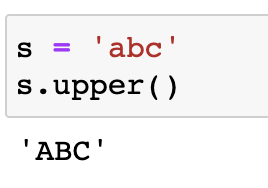 s = 'abc'
s.upper()
'ABC'